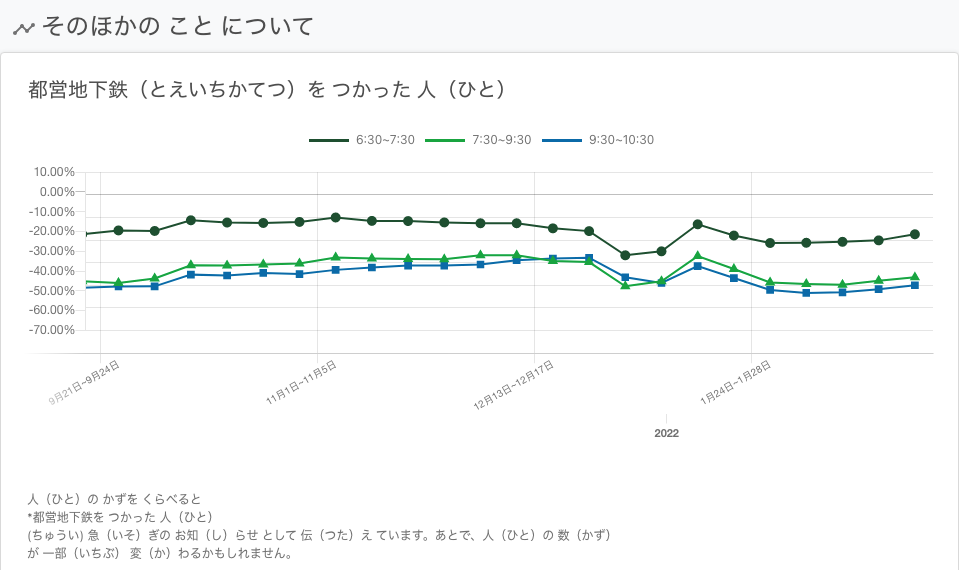 そのほかの こと について
都営地下鉄（とえいちかてつ）を つかった 人（ひと）
6:30~7:30 7:30~9:30 9:30~10:30
10.00%
0.00%
-10.00%
-20.00%
-30.00%
-40.00%
-50.00%
-60.00%
-70.00%
9月21日~9月24日 11月1日~11月5日 12月13日~12月17日 1月24日~1月28日
2022
人（ひと）の かずを くらべると
*都営地下鉄を つかった 人（ひと）
(ちゅうい) 急（いそ）ぎの お知（し）らせ として 伝（つた）え ています。あとで、人（ひと）の 数（かず）
が 一部（いちぶ） 変（か）わるかもしれません。